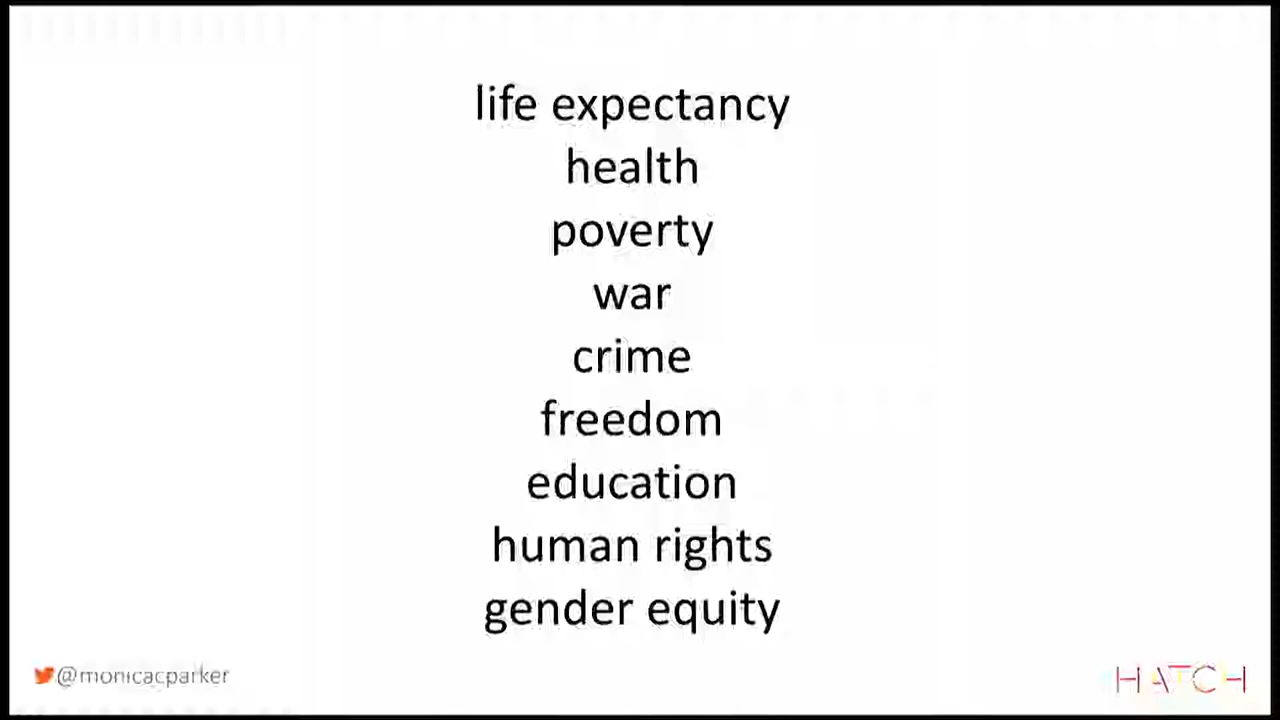 life expectancy
health
poverty
war
crime
freedom
education
human rights
gender equity
@monicacparker
HATCH